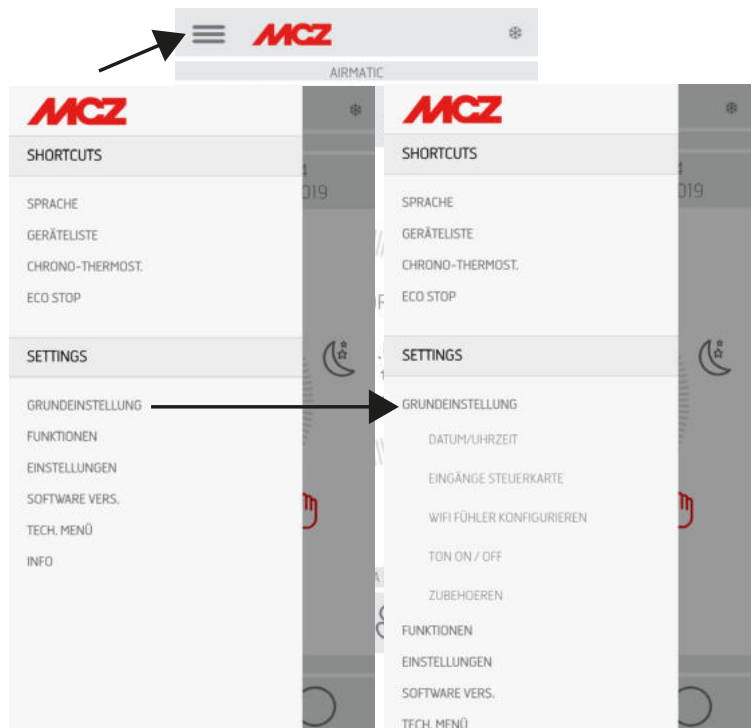 MCZ
AIRMATIC
MCZ
SHORTCUTS
SPRACHE
GERÄTELISTE
CHRONO-THERMOST.
ECO STOP
SETTINGS
GRUNDEINSTELLUNG
FUNKTIONEN
EINSTELLUNGEN
SOFTWARE VERS.
TECH. MENÜ
INFO
MCZ
SHORTCUTS
SPRACHE
GERÄTELISTE
CHRONO-THERMOST.
ECO STOP
SETTINGS
GRUNDEINSTELLUNG
DATUM/UHRZEIT
EINGÄNGE STEUERKARTE
WIFI FÜHLER KONFIGURIEREN
TON ON / OFF
ZUBEHOEREN
FUNKTIONEN
EINSTELLUNGEN
SOFTWARE VERS.
TECH. MENÜ